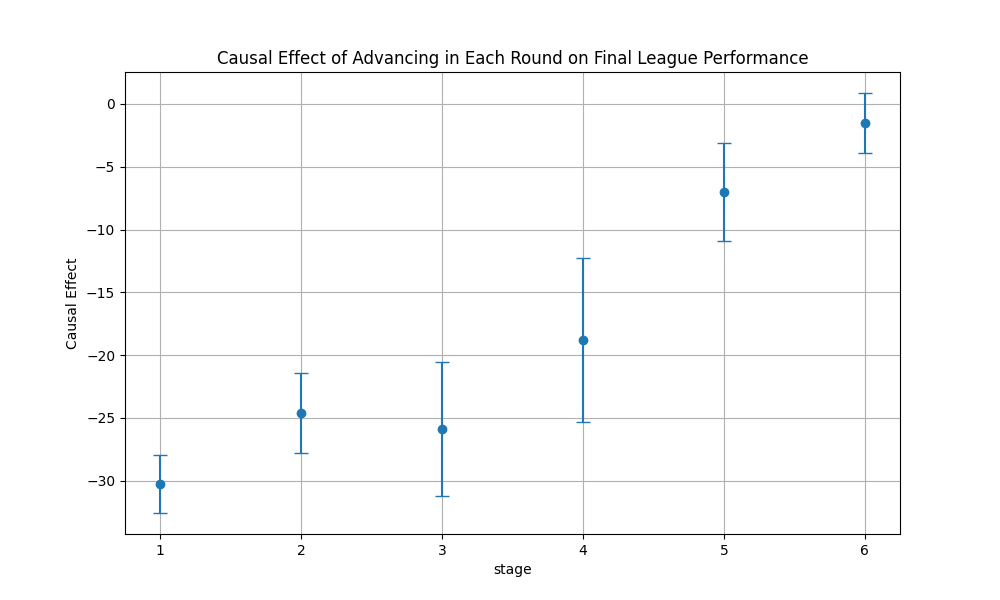 Causal Effect of Advancing in Each Round on Final League Performance
0
−5
−10
−15
−20
−25
−30
Causal Effect
1 2 3 4 5 6
stage